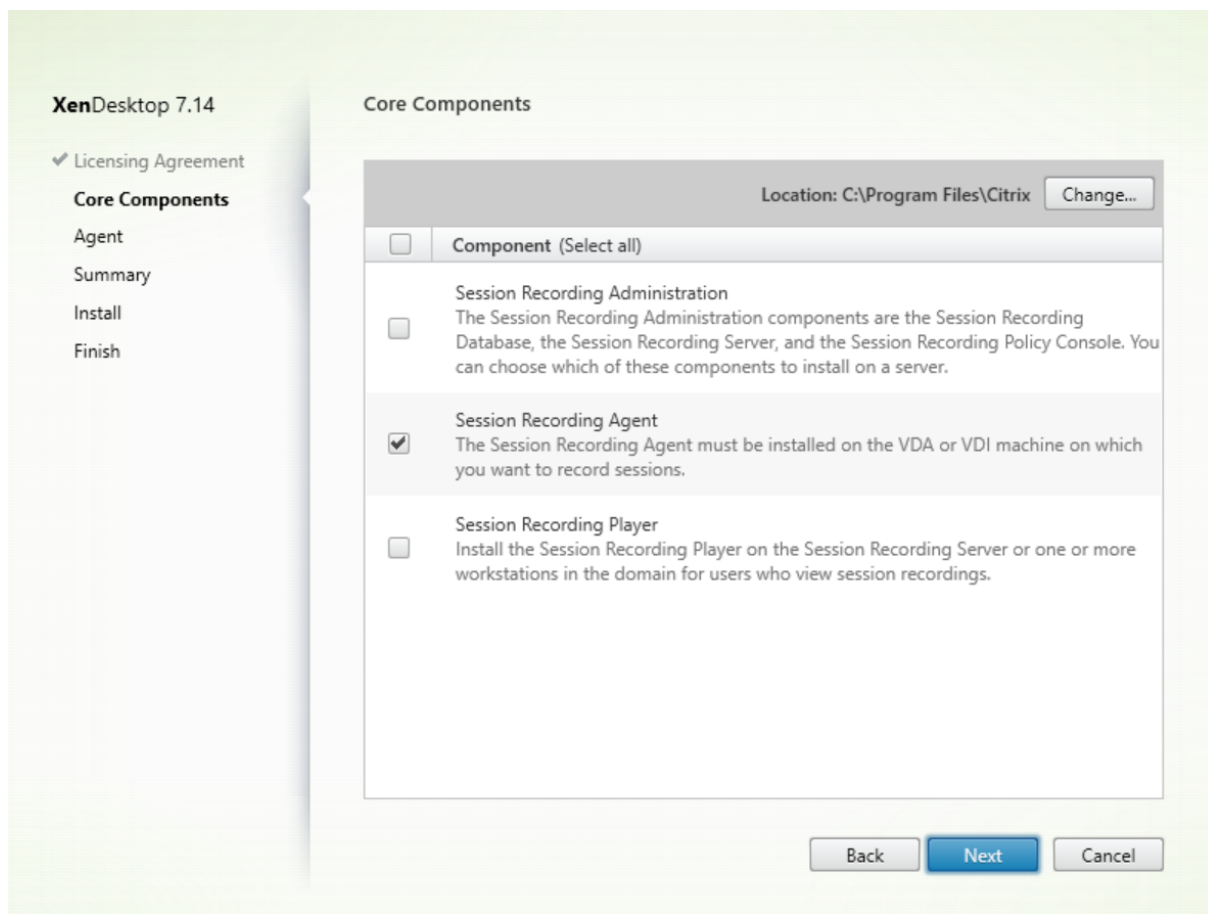 XenDesktop 7.14
Licensing Agreement
Core Components
Agent
Summary
Install
Finish
Core Components
Location: C:\Program Files\Citrix
Change...
Component (Select all)
Session Recording Administration
The Session Recording Administration components are the Session Recording
Database, the Session Recording Server, and the Session Recording Policy Console. You
can choose which of these components to install on a server.
Session Recording Agent
The Session Recording Agent must be installed on the VDA or VDI machine on which
you want to record sessions.
Session Recording Player
Install the Session Recording Player on the Session Recording Server or one or more
workstations in the domain for users who view session recordings.
Back
Next
Cancel